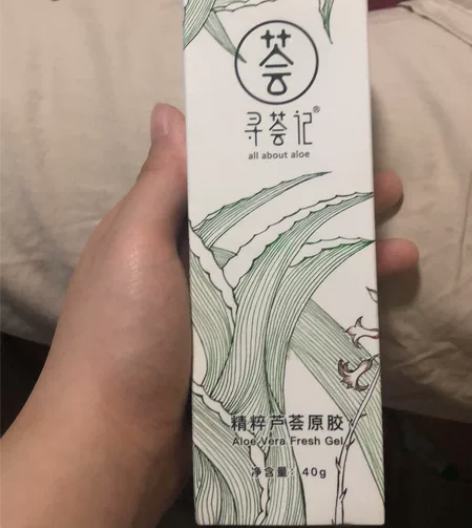 荟
寻荟记®
all about aloe
精粹芦荟原胶
Aloe Vera Fresh Gel
净含量: 40g